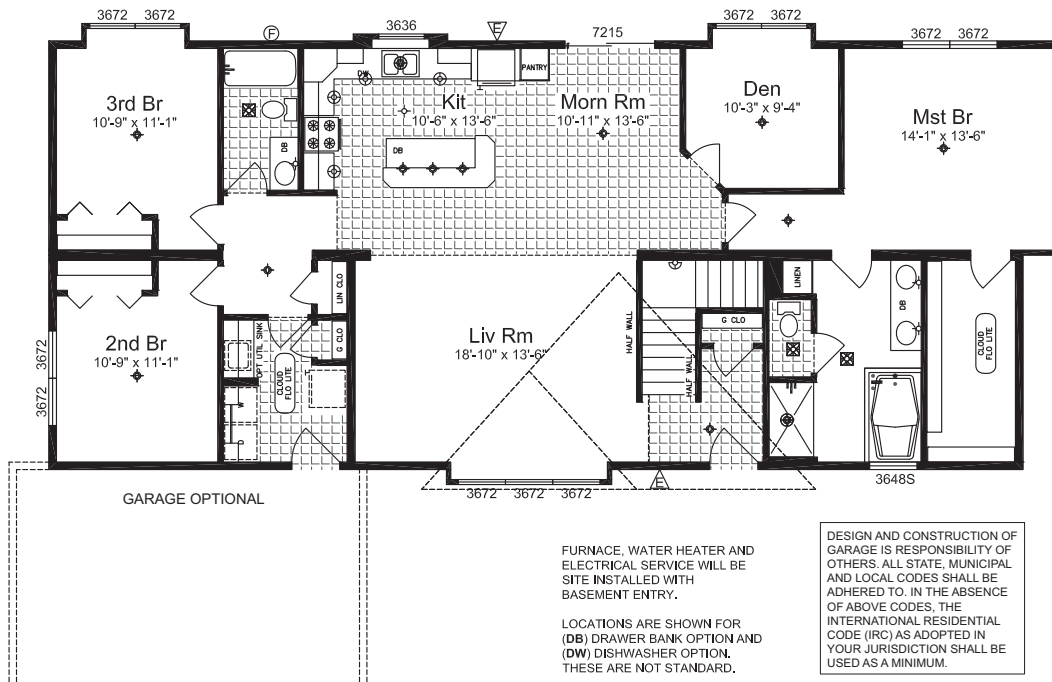 3672 3672
F
3636
E
7215
3672 3672
3672 3672
3rd Br
10'-9" x 11'-1"
DW
PANTRY
Kit
10'-6" x 13'-6"
Morn Rm
10'-11" x 13'-6"
Den
10'-3" x 9'-4"
Mst Br
14'-1" x 13'-6"
DB
DB
2nd Br
10'-9" x 11'-1"
3672
3672
LIN CLO
G CLO
OPT UTIL SINK
CLOUD
FLO LITE
W
D
Liv Rm
18'-10" x 13'-6"
HALF WALL
HALF WALL
G CLO
LINEN
DB
CLOUD
FLO LITE
3672 3672 3672
E
3648S
GARAGE OPTIONAL
FURNACE, WATER HEATER AND
ELECTRICAL SERVICE WILL BE
SITE INSTALLED WITH
BASEMENT ENTRY.
LOCATIONS ARE SHOWN FOR
(DB) DRAWER BANK OPTION AND
(DW) DISHWASHER OPTION.
THESE ARE NOT STANDARD.
DESIGN AND CONSTRUCTION OF
GARAGE IS RESPONSIBILITY OF
OTHERS. ALL STATE, MUNICIPAL
AND LOCAL CODES SHALL BE
ADHERED TO. IN THE ABSENCE
OF ABOVE CODES, THE
INTERNATIONAL RESIDENTIAL
CODE (IRC) AS ADOPTED IN
YOUR JURISDICTION SHALL BE
USED AS A MINIMUM.